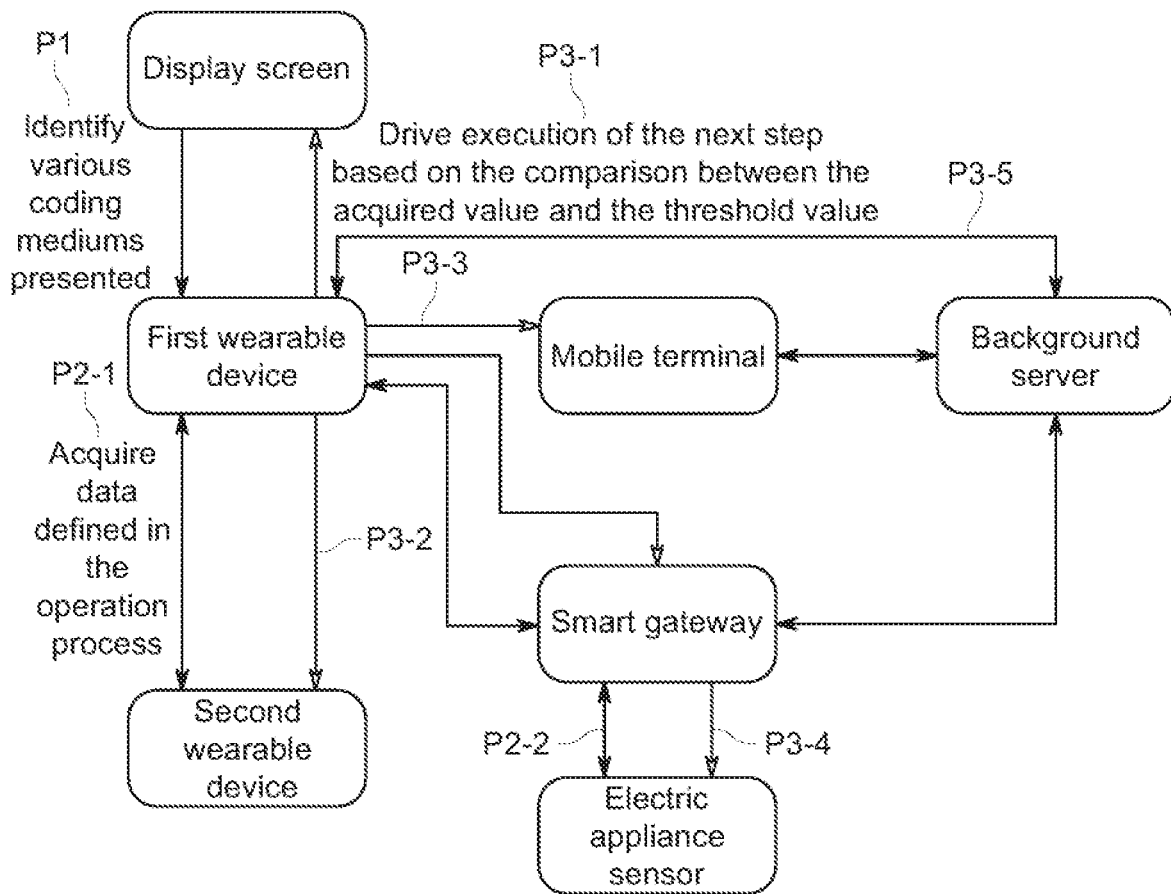 P1
Display screen
P3-1
Identify
various
coding
mediums
presented
Drive execution of the next step
based on the comparison between the
acquired value and the threshold value
P3-5
P3-3
First wearable
device
Mobile terminal
Background
server
P2-1
Acquire
data
defined in
the
operation
process
P3-2
Smart gateway
Second
wearable
device
P2-2
P3-4
Electric
appliance
sensor